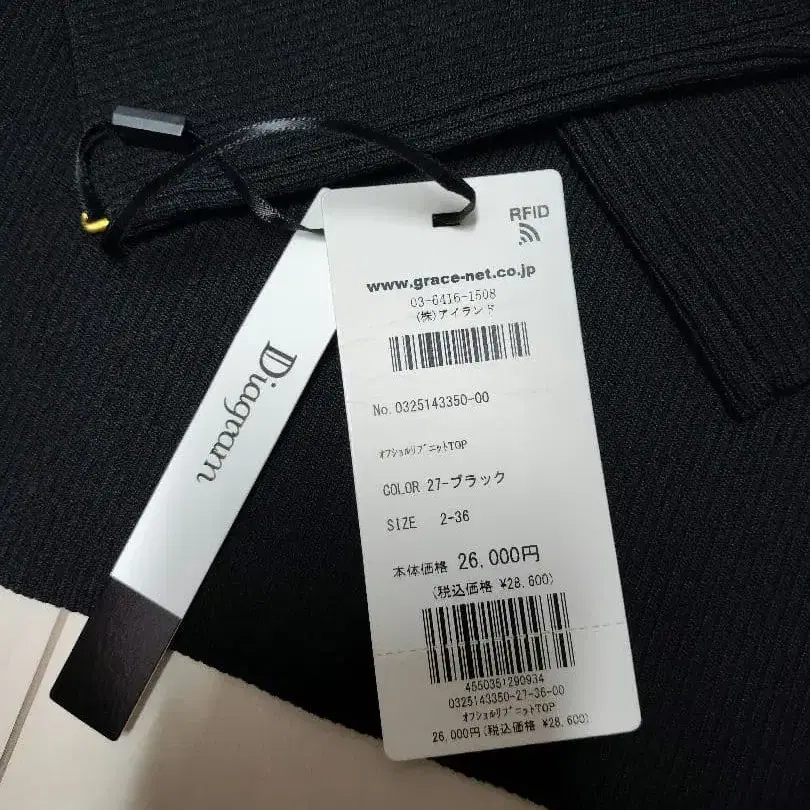 Diagram
RFID
www.grace-net.co.jp
03-6416-1508
(株)アイランド
No.0325143350-00
ｵﾌｼｮﾙﾘﾌﾞﾆｯﾄTOP
COLOR 27-ブラック
SIZE 2-36
本体価格 26,000円
(税込価格 ¥28,600)
4550351290934
0325143350-27-36-00
ｵﾌｼｮﾙﾘﾌﾞﾆｯﾄTOP
26,000円(税込価格 ¥28,600)